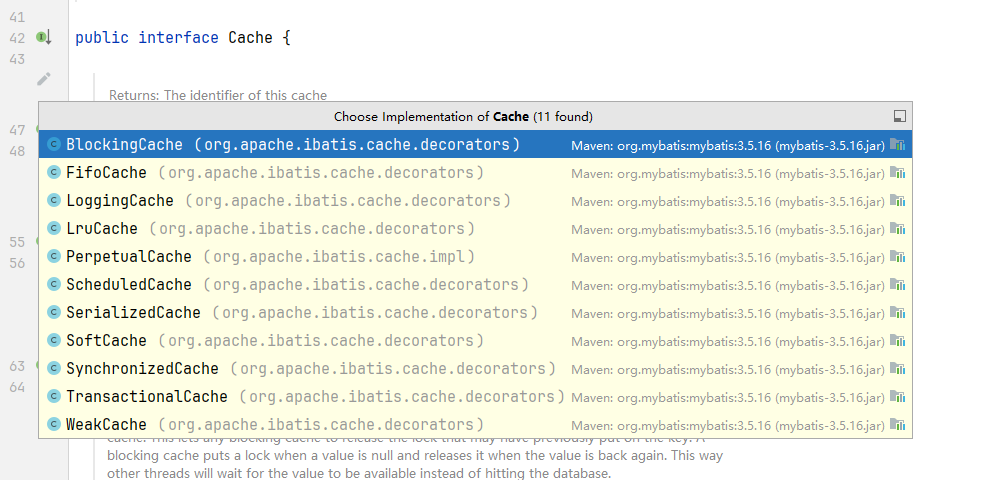 41
42 public interface Cache {
43
Returns: The identifier of this cache
Choose Implementation of Cache (11 found)
47
BlockingCache (org.apache.ibatis.cache.decorators) Maven: org.mybatis:mybatis:3.5.16 (mybatis-3.5.16.jar)
48
FifoCache (org.apache.ibatis.cache.decorators) Maven: org.mybatis:mybatis:3.5.16 (mybatis-3.5.16.jar)
LoggingCache (org.apache.ibatis.cache.decorators) Maven: org.mybatis:mybatis:3.5.16 (mybatis-3.5.16.jar)
LruCache (org.apache.ibatis.cache.decorators) Maven: org.mybatis:mybatis:3.5.16 (mybatis-3.5.16.jar)
55
PerpetualCache (org.apache.ibatis.cache.impl) Maven: org.mybatis:mybatis:3.5.16 (mybatis-3.5.16.jar)
56
ScheduledCache (org.apache.ibatis.cache.decorators) Maven: org.mybatis:mybatis:3.5.16 (mybatis-3.5.16.jar)
SerializedCache (org.apache.ibatis.cache.decorators) Maven: org.mybatis:mybatis:3.5.16 (mybatis-3.5.16.jar)
SoftCache (org.apache.ibatis.cache.decorators) Maven: org.mybatis:mybatis:3.5.16 (mybatis-3.5.16.jar)
63
SynchronizedCache (org.apache.ibatis.cache.decorators) Maven: org.mybatis:mybatis:3.5.16 (mybatis-3.5.16.jar)
64
TransactionalCache (org.apache.ibatis.cache.decorators) Maven: org.mybatis:mybatis:3.5.16 (mybatis-3.5.16.jar)
WeakCache (org.apache.ibatis.cache.decorators) Maven: org.mybatis:mybatis:3.5.16 (mybatis-3.5.16.jar)
cache. This lets any blocking cache to release the lock that may have previously put on the key. A
blocking cache puts a lock when a value is null and releases it when the value is back again. This way
other threads will wait for the value to be available instead of hitting the database.